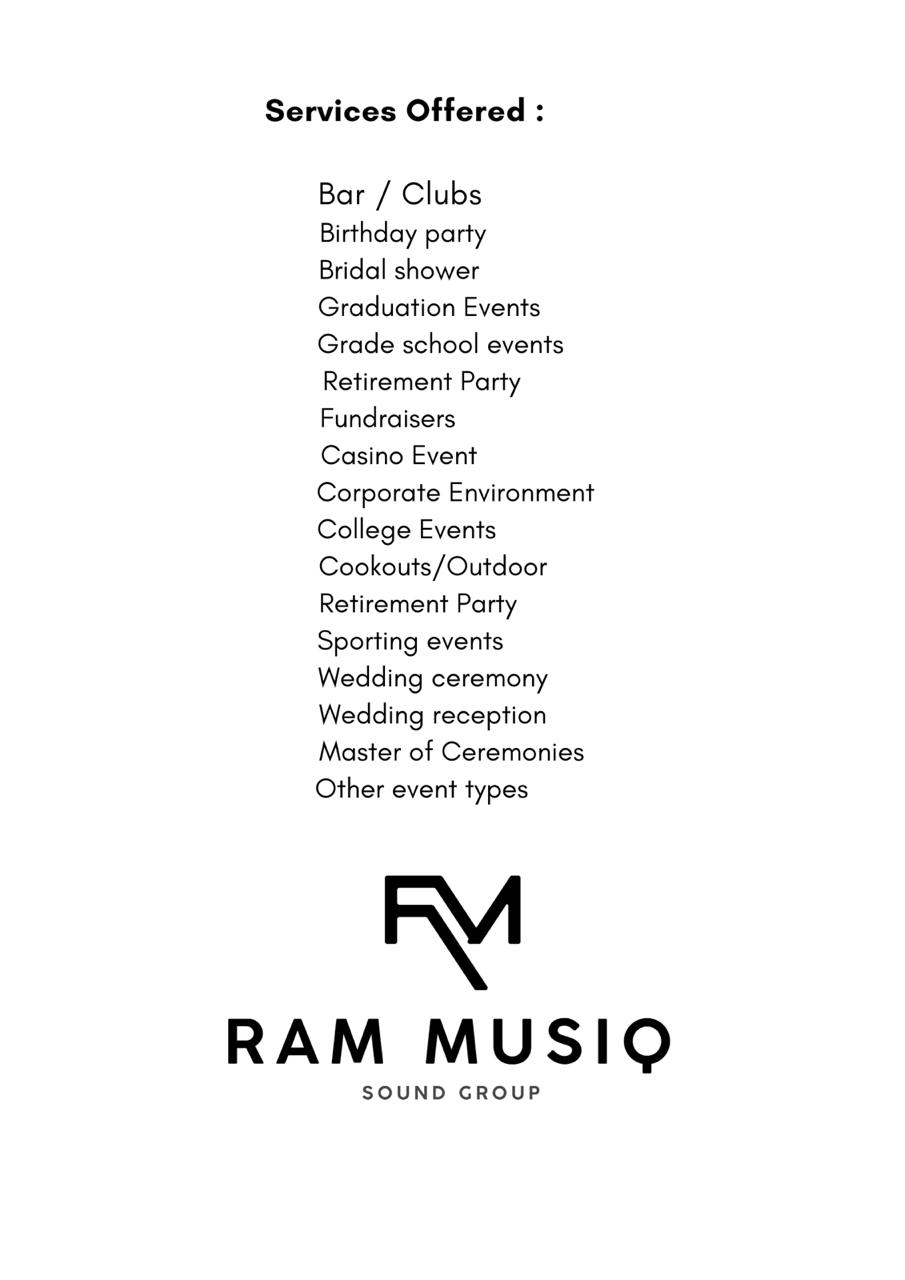 Services Offered :
Bar / Clubs
Birthday party
Bridal shower
Graduation Events
Grade school events
Retirement Party
Fundraisers
Casino Event
Corporate Environment
College Events
Cookouts/Outdoor
Retirement Party
Sporting events
Wedding ceremony
Wedding reception
Master of Ceremonies
Other event types
RM
RAM MUSIQ
SOUND GROUP